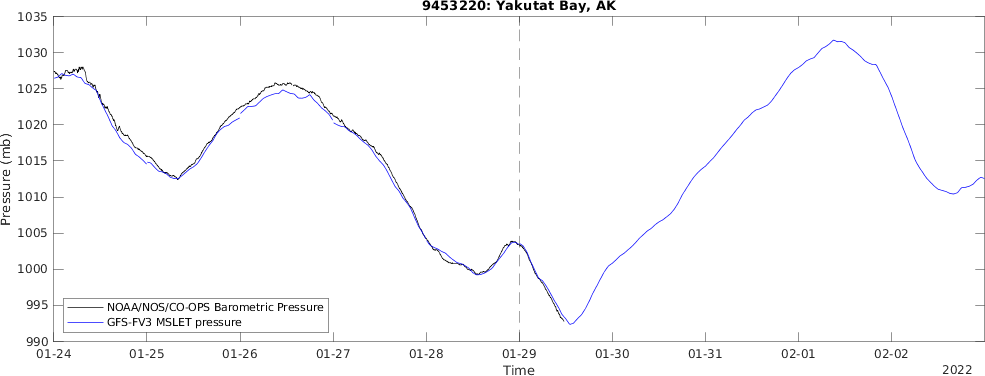 9453220: Yakutat Bay, AK
1035
1030
1025
1020
1015
1010
1005
1000
995
990
Pressure (mb)
NOAA/NOS/CO-OPS Barometric Pressure
GFS-FV3 MSLET pressure
01-24 01-25 01-26 01-27 01-28 01-29 01-30 01-31 02-01 02-02
Time
2022